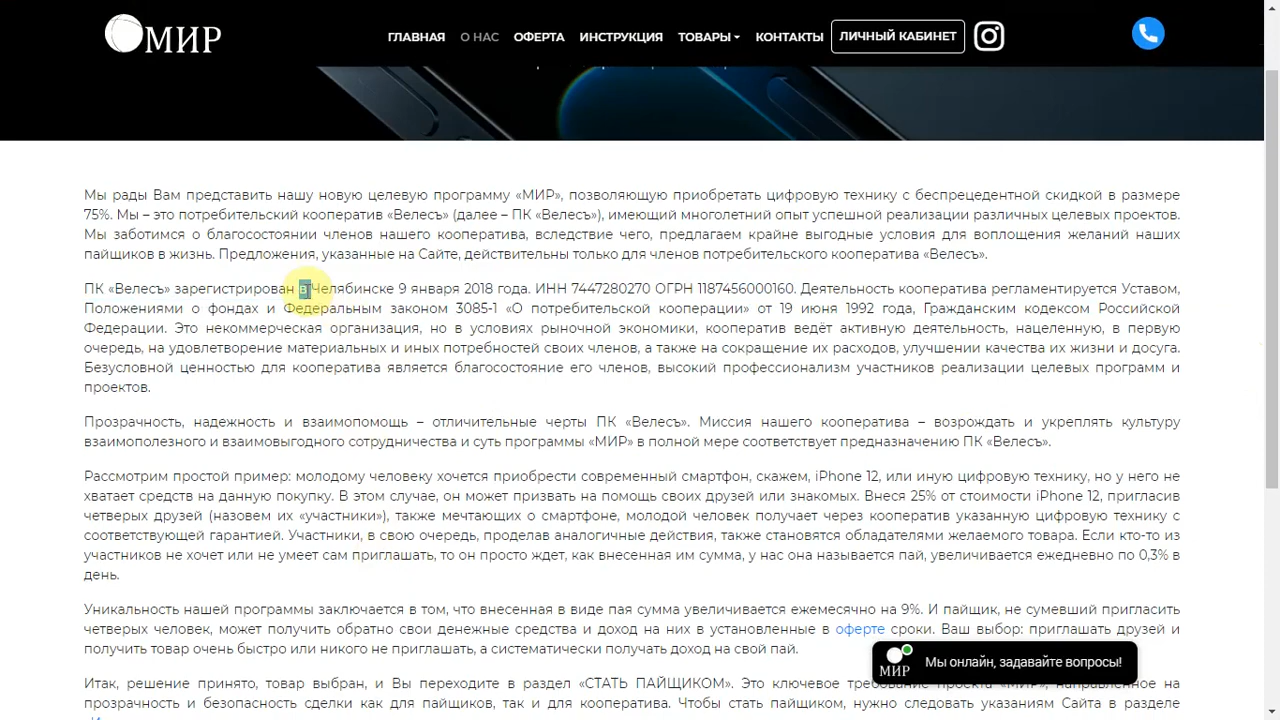 МИР
ГЛАВНАЯ О НАС ОФЕРТА ИНСТРУКЦИЯ ТОВАРЫ КОНТАКТЫ ЛИЧНЫЙ КАБИНЕТ
Мы рады Вам представить нашу новую целевую программу «МИР», позволяющую приобретать цифровую технику с беспрецедентной скидкой в размере
75%. Мы – это потребительский кооператив «Велесъ» (далее – ПК «Велесъ»), имеющий многолетний опыт успешной реализации различных целевых проектов.
Мы заботимся о благосостоянии членов нашего кооператива, вследствие чего, предлагаем крайне выгодные условия для воплощения желаний наших
пайщиков в жизнь. Предложения, указанные на Сайте, действительны только для членов потребительского кооператива «Велесъ».
ПК «Велесъ» зарегистрирован в Челябинске 9 января 2018 года. ИНН 7447280270 ОГРН 1187456000160. Деятельность кооператива регламентируется Уставом,
Положениями о фондах и Федеральным законом 3085-1 «О потребительской кооперации» от 19 июня 1992 года, Гражданским кодексом Российской
Федерации. Это некоммерческая организация, но в условиях рыночной экономики, кооператив ведёт активную деятельность, нацеленную, в первую
очередь, на удовлетворение материальных и иных потребностей своих членов, а также на сокращение их расходов, улучшении качества их жизни и досуга.
Безусловной ценностью для кооператива является благосостояние его членов, высокий профессионализм участников реализации целевых программ и
проектов.
Прозрачность, надежность и взаимопомощь – отличительные черты ПК «Велесъ». Миссия нашего кооператива – возрождать и укреплять культуру
взаимополезного и взаимовыгодного сотрудничества и суть программы «МИР» в полной мере соответствует предназначению ПК «Велесъ».
Рассмотрим простой пример: молодому человеку хочется приобрести современный смартфон, скажем, iPhone 12, или иную цифровую технику, но у него не
хватает средств на данную покупку. В этом случае, он может призвать на помощь своих друзей или знакомых. Внеся 25% от стоимости iPhone 12, пригласив
четверых друзей (назовем их «участники»), также мечтающих о смартфоне, молодой человек получает через кооператив указанную цифровую технику с
соответствующей гарантией. Участники, в свою очередь, проделав аналогичные действия, также становятся обладателями желаемого товара. Если кто-то из
участников не хочет или не умеет сам приглашать, то он просто ждет, как внесенная им сумма, у нас она называется пай, увеличивается ежедневно по 0,3% в
день.
Уникальность нашей программы заключается в том, что внесенная в виде пая сумма увеличивается ежемесячно на 9%. И пайщик, не сумевший пригласить
четверых человек, может получить обратно свои денежные средства и доход на них в установленные в оферте сроки. Ваш выбор: приглашать друзей и
получить товар очень быстро или никого не приглашать, а систематически получать доход на свой пай.
МИР Мы онлайн, задавайте вопросы!
Итак, решение принято, товар выбран, и Вы переходите в раздел «СТАТЬ ПАЙЩИКОМ». Это ключевое требование проекта «МИР», направленное на
прозрачность и безопасность сделки как для пайщиков, так и для кооператива. Чтобы стать пайщиком, нужно следовать указаниям Сайта в разделе